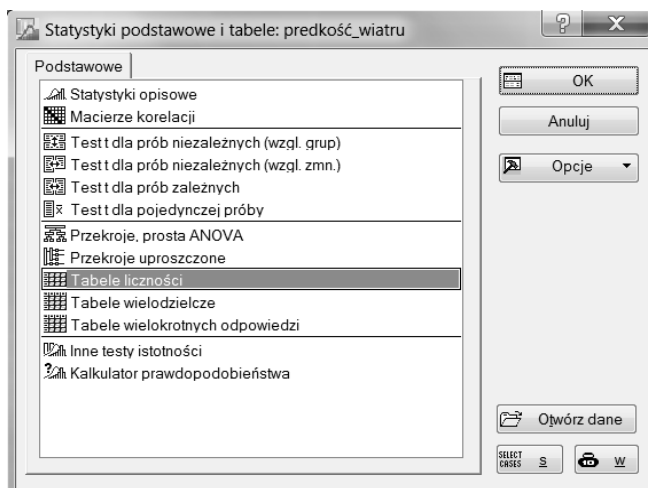 Statystyki podstawowe i tabele: predkość_wiatru
Podstawowe
Statystyki opisowe
Macierze korelacji
Test t dla prób niezależnych (wzgl. grup)
Test t dla prób niezależnych (wzgl. zmn.)
Test t dla prób zależnych
Test t dla pojedynczej próby
Przekroje, prosta ANOVA
Przekroje uproszczone
Tabele liczności
Tabele wielodzielcze
Tabele wielokrotnych odpowiedzi
Inne testy istotności
Kalkulator prawdopodobieństwa
OK
Anuluj
Opcje
Otwórz dane
SELECT CASES S
W